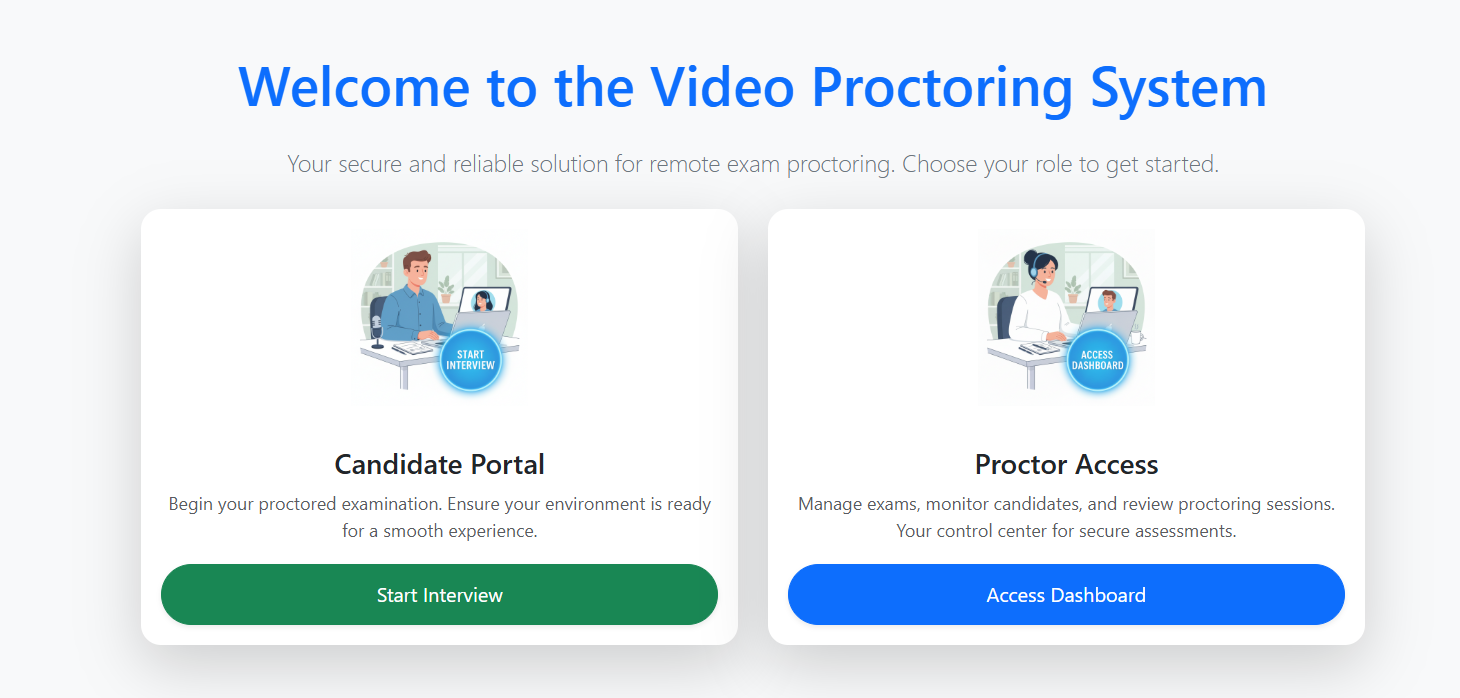 Welcome to the Video Proctoring System
Your secure and reliable solution for remote exam proctoring. Choose your role to get started.
START
INTERVIEW
Candidate Portal
Begin your proctored examination. Ensure your environment is ready
for a smooth experience.
Start Interview
ACCESS
DASHBOARD
Proctor Access
Manage exams, monitor candidates, and review proctoring sessions.
Your control center for secure assessments.
Access Dashboard